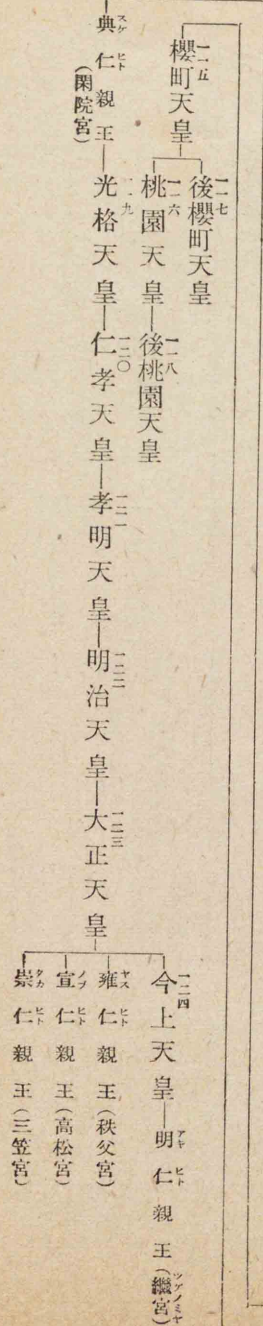 一一五 櫻町天皇
一一七 後櫻町天皇
一一六 桃園天皇
一一八 後桃園天皇
典仁親王 スケヒト
(閑院宮)
一一九 光格天皇
一二〇 仁孝天皇
一二一 孝明天皇
一二二 明治天皇
一二三 大正天皇
一二四 今上天皇
明仁親王(繼宮) アキヒト ツグノミヤ
雍仁親王(秩父宮) ヤスヒト
宣仁親王(高松宮) ノブヒト
崇仁親王(三笠宮) タカヒト